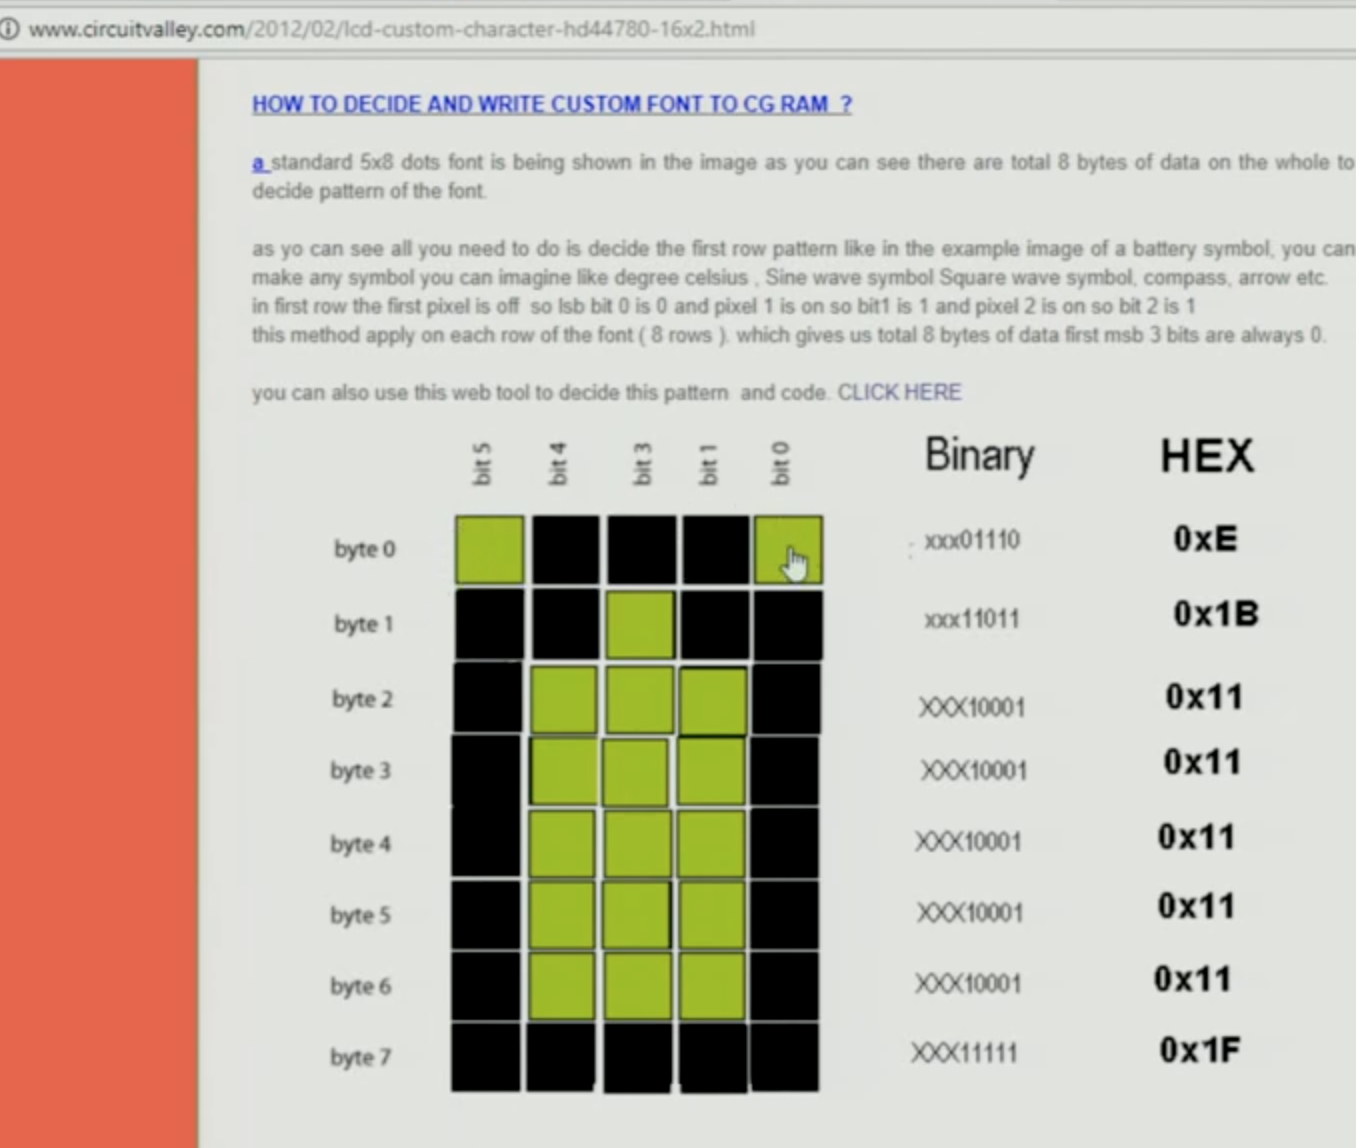 www.circuitvalley.com/2012/02/lcd-custom-character-hd44780-16x2.html
HOW TO DECIDE AND WRITE CUSTOM FONT TO CG RAM ?
a standard 5x8 dots font is being shown in the image as you can see there are total 8 bytes of data on the whole to
decide pattern of the font.
as yo can see all you need to do is decide the first row pattern like in the example image of a battery symbol, you can
make any symbol you can imagine like degree celsius , Sine wave symbol Square wave symbol, compass, arrow etc.
in first row the first pixel is off so lsb bit 0 is 0 and pixel 1 is on so bit1 is 1 and pixel 2 is on so bit 2 is 1
this method apply on each row of the font ( 8 rows ). which gives us total 8 bytes of data first msb 3 bits are always 0.
you can also use this web tool to decide this pattern and code. CLICK HERE
bit 5 bit 4 bit 3 bit 1 bit 0 Binary HEX
byte 0 xxx01110 0xE
byte 1 xxx11011 0x1B
byte 2 XXX10001 0x11
byte 3 XXX10001 0x11
byte 4 XXX10001 0x11
byte 5 XXX10001 0x11
byte 6 XXX10001 0x11
byte 7 XXX11111 0x1F